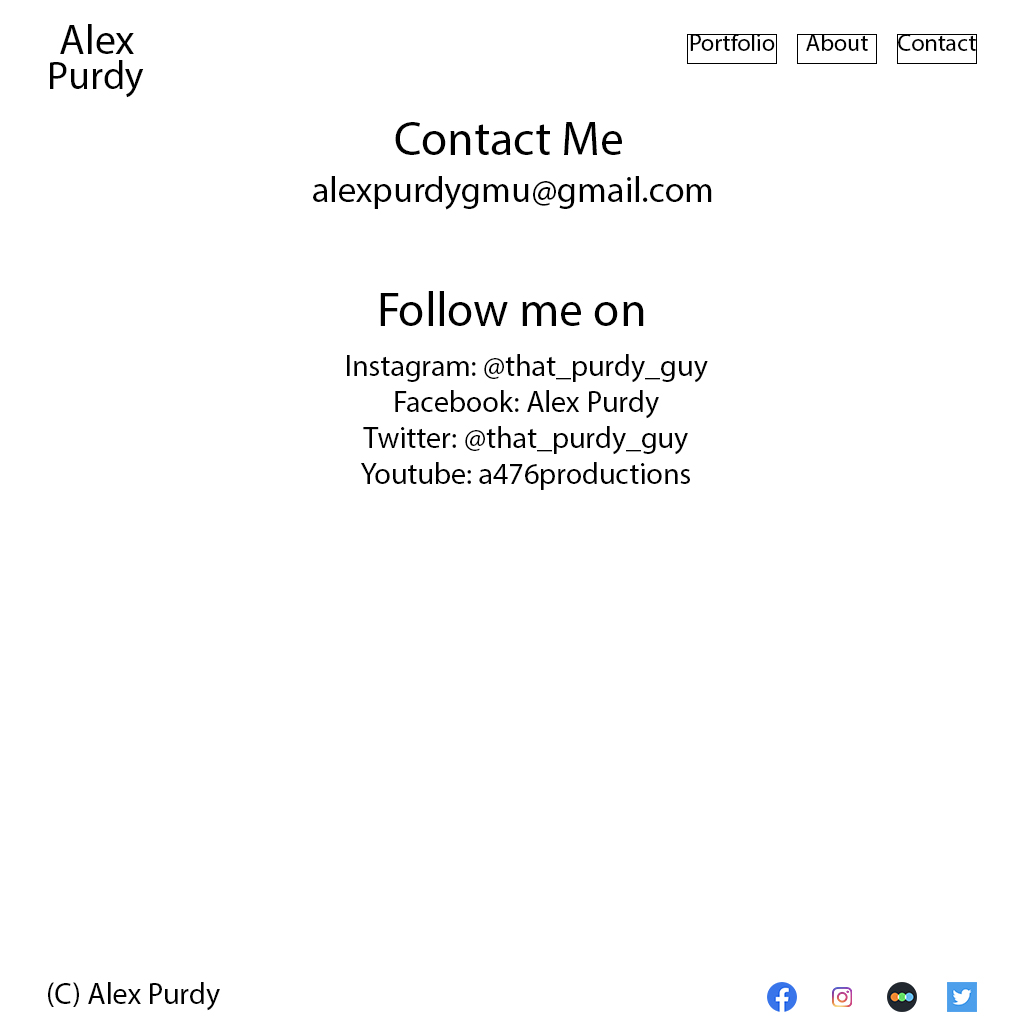 Alex
Purdy
Portfolio
About
Contact
Contact Me
alexpurdygmu@gmail.com
Follow me on
Instagram: @that_purdy_guy
Facebook: Alex Purdy
Twitter: @that_purdy_guy
Youtube: a476productions
(C) Alex Purdy